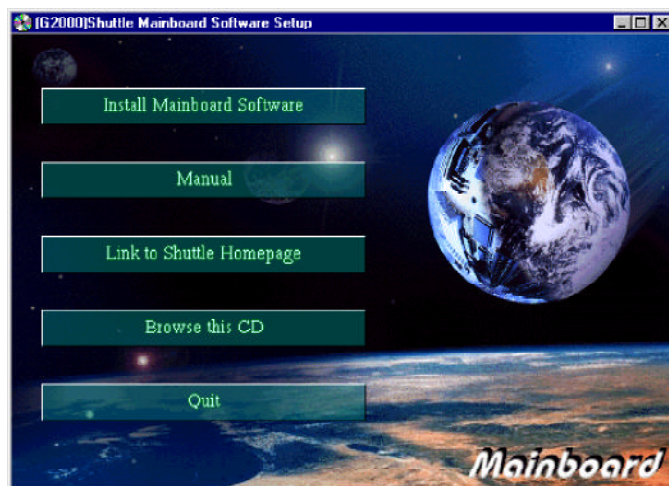 [G2000]Shuttle Mainboard Software Setup
Install Mainboard Software
Manual
Link to Shuttle Homepage
Browse this CD
Quit
Mainboard